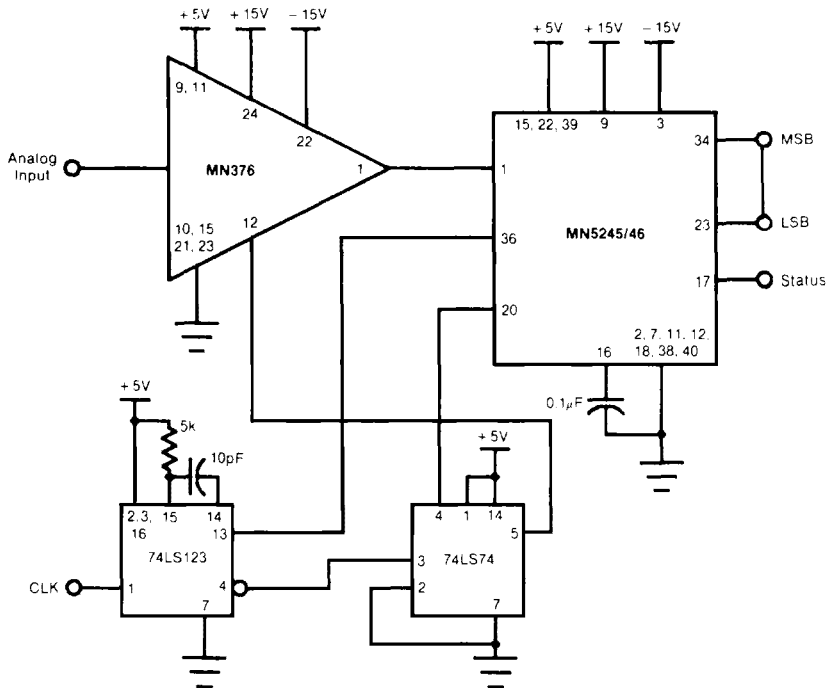 + 5V
+ 15V
− 15V
9, 11
24
22
Analog
Input
MN376
1
10, 15
21, 23
12
+ 5V
+ 15V
− 15V
15, 22, 39
9
3
34
MSB
1
36
MN5245/46
23
LSB
17
Status
20
16
2, 7, 11, 12,
18, 38, 40
0.1µF
+ 5V
5k
10pF
2,3,
16
15
14
13
74LS123
CLK
1
4
7
+ 5V
4
1
14
5
3
74LS74
2
7